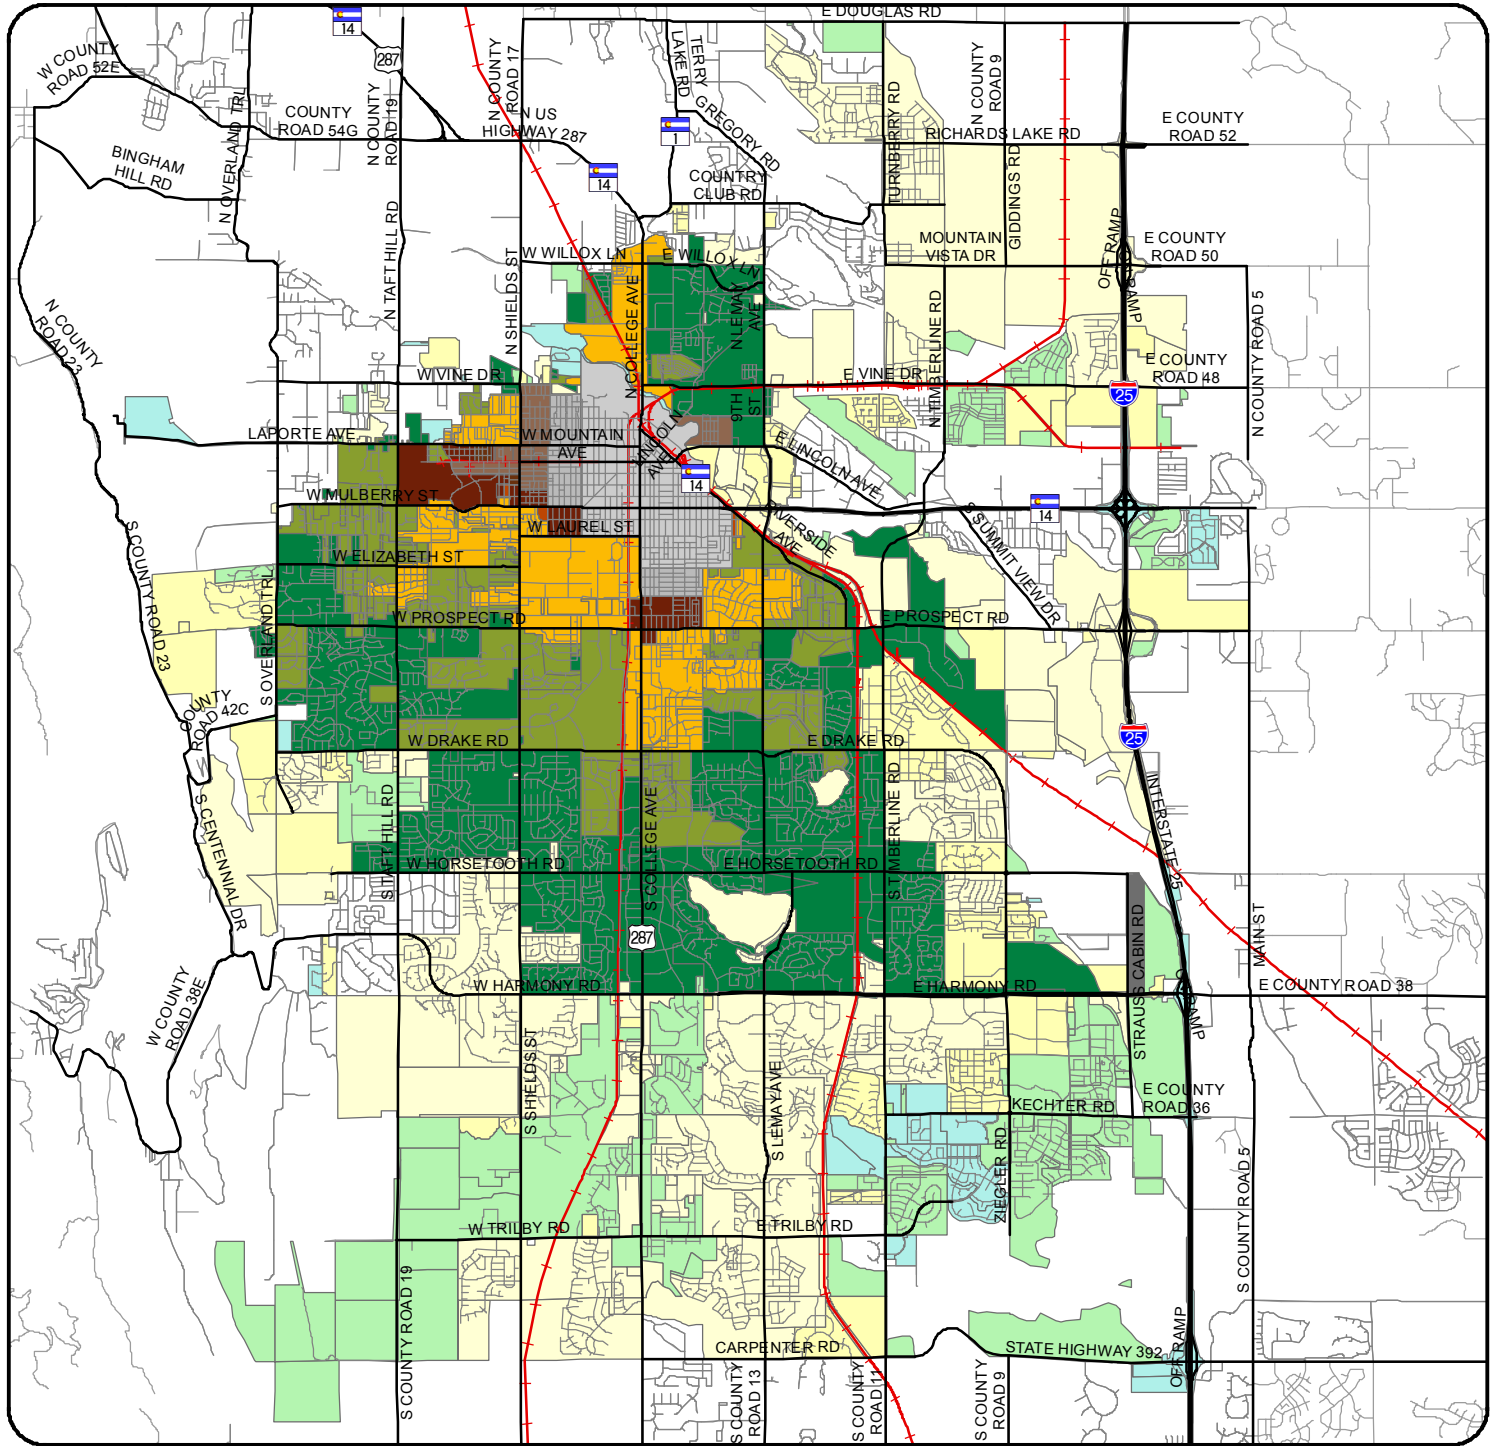 E DOUGLAS RD
14
287
W COUNTY
ROAD 52E
N COUNTY
ROAD 17
TERRY
LAKE RD
N COUNTY
ROAD 9
TURNBERRY RD
N OVERLAND TRL
COUNTY
ROAD 54G
N COUNTY
ROAD 19
N US
HIGHWAY 287
1
GREGORY RD
RICHARDS LAKE RD
E COUNTY
ROAD 52
BINGHAM
HILL RD
14
COUNTRY
CLUB RD
GIDDINGS RD
N TAFT HILL RD
N SHIELDS ST
W WILLOX LN
E WILLOX LN
MOUNTAIN
VISTA DR
OFF RAMP
ON RAMP
E COUNTY
ROAD 50
N COUNTY
ROAD 23
N COLLEGE AVE
N LEMAY
AVE
N TIMBERLINE RD
N COUNTY ROAD 5
W VINE DR
E VINE DR
E COUNTY
ROAD 48
25
9TH
ST
LAPORTE AVE
W MOUNTAIN
AVE
LINCOLN
AVE
E LINCOLN AVE
14
W MULBERRY ST
14
W LAUREL ST
RIVERSIDE
AVE
S SUMMIT VIEW DR
S COUNTY ROAD 23
W ELIZABETH ST
S OVERLAND TRL
W PROSPECT RD
E PROSPECT RD
COUNTY
ROAD 42C
W
W DRAKE RD
E DRAKE RD
25
INTERSTATE 25
S CENTENNIAL DR
S TAFT HILL RD
S COLLEGE AVE
S TIMBERLINE RD
W HORSETOOTH RD
E HORSETOOTH RD
287
STRAUSS CABIN RD
MAIN ST
W COUNTY
ROAD 38E
W HARMONY RD
E HARMONY RD
E COUNTY ROAD 38
S SHIELDS ST
S LEMAY AVE
KECHTER RD
E COUNTY
ROAD 36
ZIEGLER RD
S COUNTY ROAD 5
W TRILBY RD
E TRILBY RD
S COUNTY ROAD 19
CARPENTER RD
STATE HIGHWAY 392
OFF RAMP
S COUNTY
ROAD 13
S COUNTY
ROAD 11
S COUNTY
ROAD 9